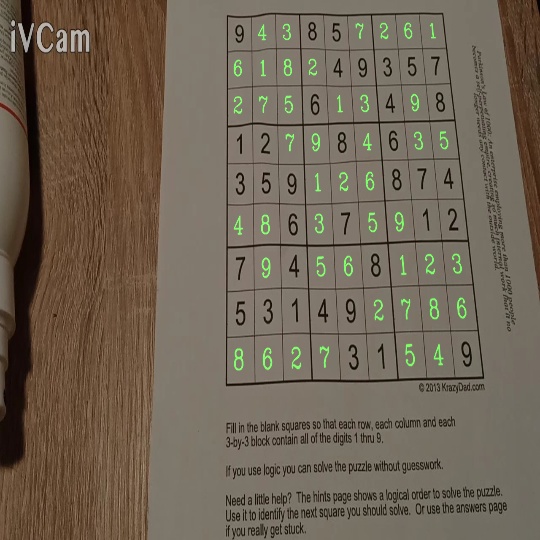 iVCam
9 4 3 8 5 7 2 6 1
6 1 8 2 4 9 3 5 7
2 7 5 6 1 3 4 9 8
1 2 7 9 8 4 6 3 5
3 5 9 1 2 6 8 7 4
4 8 6 3 7 5 9 1 2
7 9 4 5 6 8 1 2 3
5 3 1 4 9 2 7 8 6
8 6 2 7 3 1 5 4 9
© 2013 KrazyDad.com
Fill in the blank squares so that each row, each column and each
3-by-3 block contain all of the digits 1 thru 9.
If you use logic you can solve the puzzle without guesswork.
Need a little help? The hints page shows a logical order to solve the puzzle.
Use it to identify the next square you should solve. Or use the answers page
if you really get stuck.